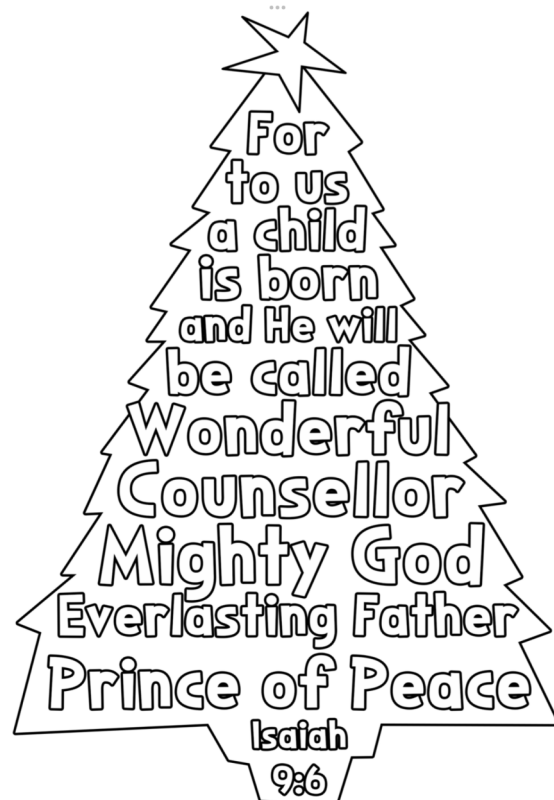 For
to us
a child
is born
and He will
be called
Wonderful
Counsellor
Mighty God
Everlasting Father
Prince of Peace
Isaiah
9:6